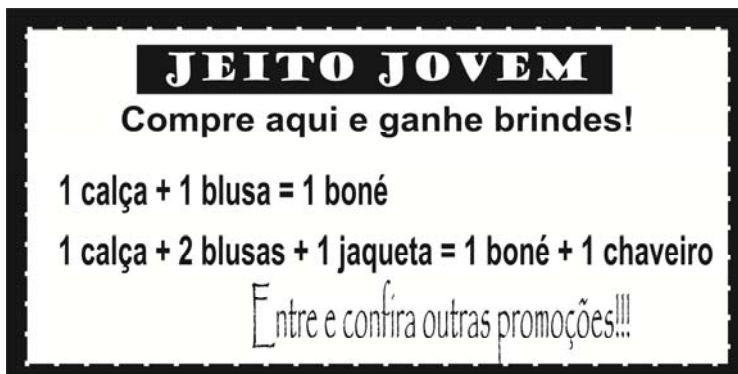 JEITO JOVEM
Compre aqui e ganhe brindes!
1 calça + 1 blusa = 1 boné
1 calça + 2 blusas + 1 jaqueta = 1 boné + 1 chaveiro
Entre e confira outras promoções!!!